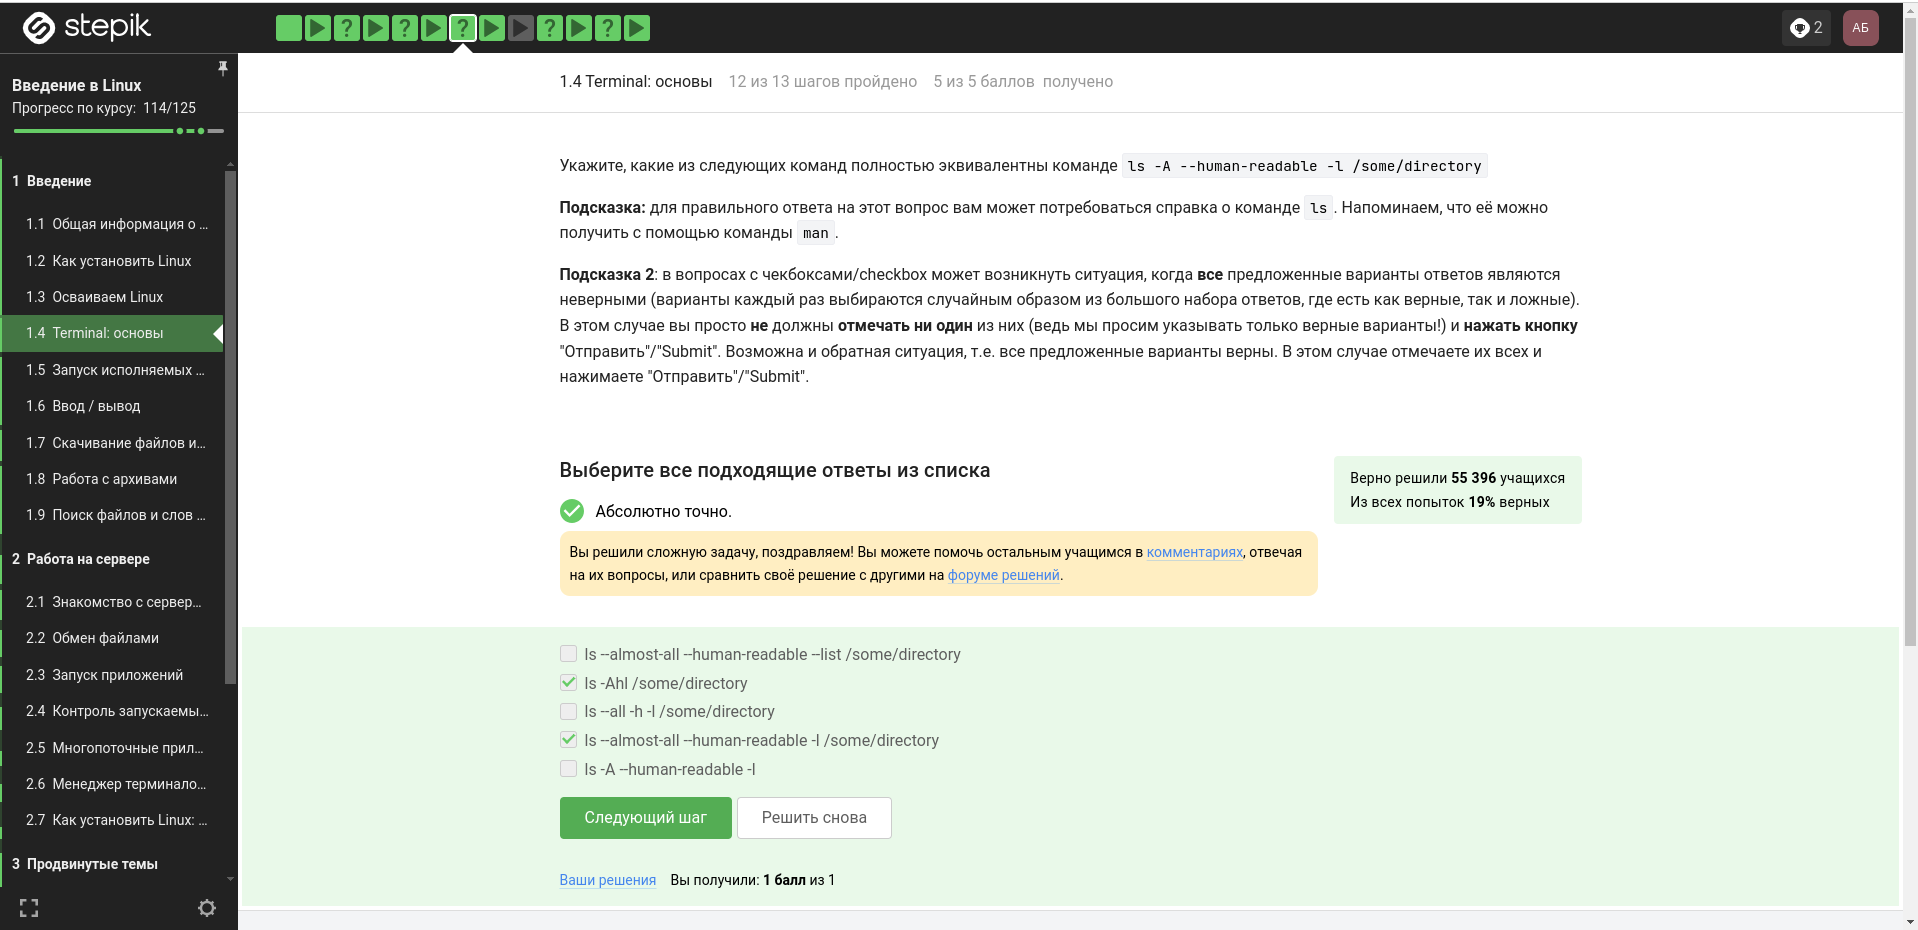 stepik
? ? ? ? ?
2
АБ
Введение в Linux
Прогресс по курсу: 114/125
1 Введение
1.1 Общая информация о ...
1.2 Как установить Linux
1.3 Осваиваем Linux
1.4 Terminal: основы
1.5 Запуск исполняемых ...
1.6 Ввод / вывод
1.7 Скачивание файлов и...
1.8 Работа с архивами
1.9 Поиск файлов и слов ...
2 Работа на сервере
2.1 Знакомство с сервер...
2.2 Обмен файлами
2.3 Запуск приложений
2.4 Контроль запускаемы...
2.5 Многопоточные прил...
2.6 Менеджер терминало...
2.7 Как установить Linux: ...
3 Продвинутые темы
1.4 Terminal: основы 12 из 13 шагов пройдено 5 из 5 баллов получено
Укажите, какие из следующих команд полностью эквивалентны команде ls -A --human-readable -l /some/directory
Подсказка: для правильного ответа на этот вопрос вам может потребоваться справка о команде ls. Напоминаем, что её можно
получить с помощью команды man.
Подсказка 2: в вопросах с чекбоксами/checkbox может возникнуть ситуация, когда все предложенные варианты ответов являются
неверными (варианты каждый раз выбираются случайным образом из большого набора ответов, где есть как верные, так и ложные).
В этом случае вы просто не должны отмечать ни один из них (ведь мы просим указывать только верные варианты!) и нажать кнопку
"Отправить"/"Submit". Возможна и обратная ситуация, т.е. все предложенные варианты верны. В этом случае отмечаете их всех и
нажимаете "Отправить"/"Submit".
Выберите все подходящие ответы из списка
Верно решили 55 396 учащихся
Из всех попыток 19% верных
Абсолютно точно.
Вы решили сложную задачу, поздравляем! Вы можете помочь остальным учащимся в комментариях, отвечая
на их вопросы, или сравнить своё решение с другими на форуме решений.
ls --almost-all --human-readable --list /some/directory
ls -Ahl /some/directory
ls --all -h -l /some/directory
ls --almost-all --human-readable -l /some/directory
ls -A --human-readable -l
Следующий шаг Решить снова
Ваши решения Вы получили: 1 балл из 1